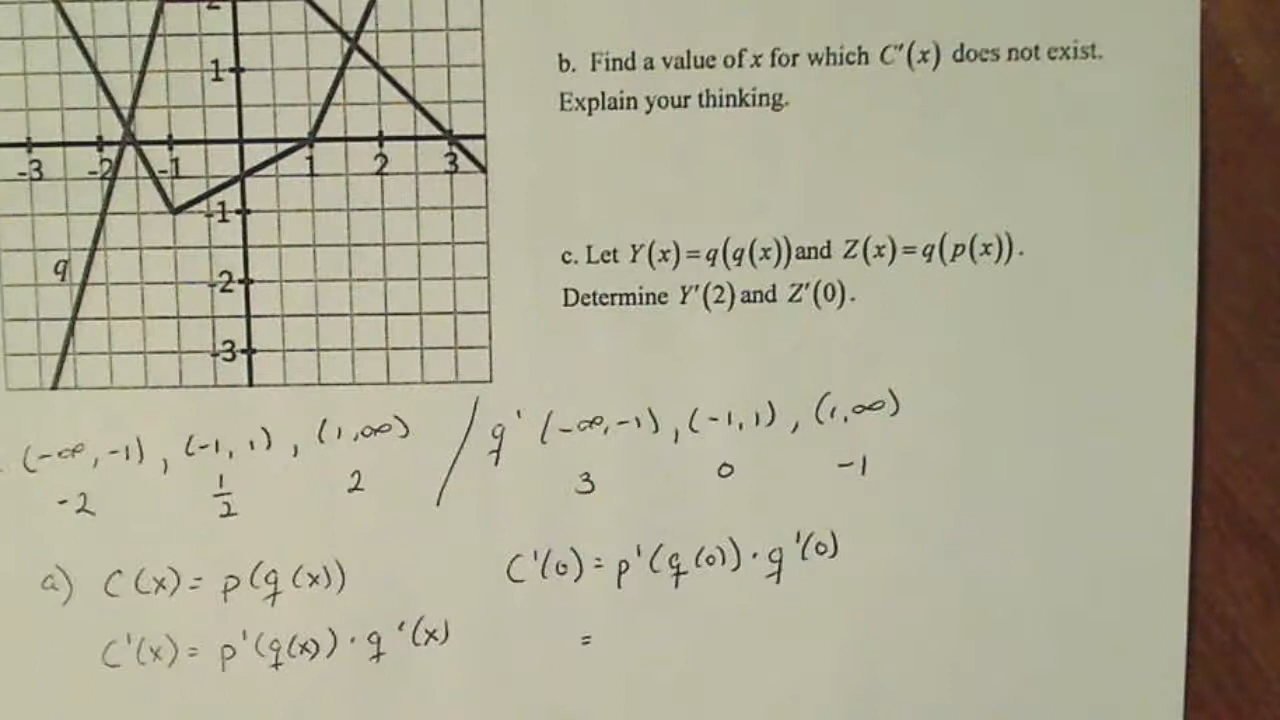 2
1
b. Find a value of x for which C'(x) does not exist.
Explain your thinking.
-3 -2 -1 1 2 3
-1
c. Let Y(x)=q(q(x)) and Z(x)=q(p(x)).
q
-2
Determine Y'(2) and Z'(0).
-3
(-∞,-1), (-1, 1), (1,∞) / q' (-∞,-1), (-1, 1), (1,∞)
-2 1/2 2 3 0 -1
a) C(x) = p(q(x)) C'(0) = p'(q(0)) · q'(0)
C'(x) = p'(q(x)) · q'(x) =